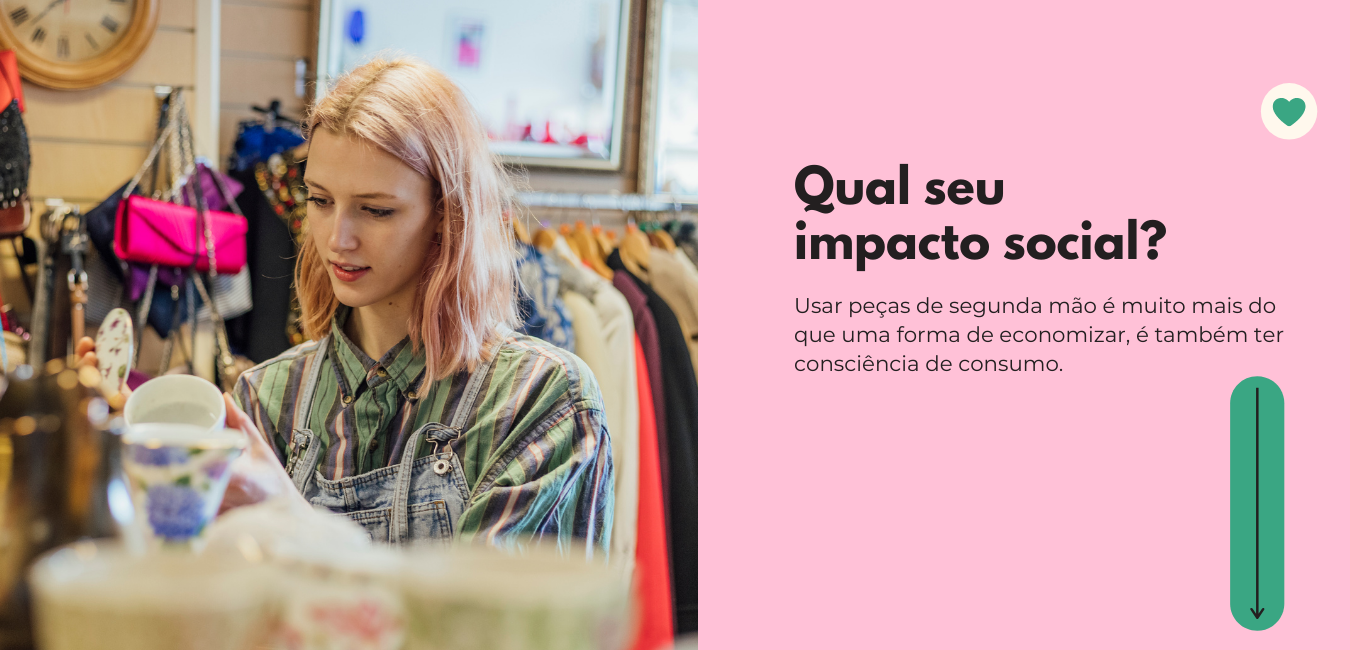 Qual seu
impacto social?
Usar peças de segunda mão é muito mais do
que uma forma de economizar, é também ter
consciência de consumo.